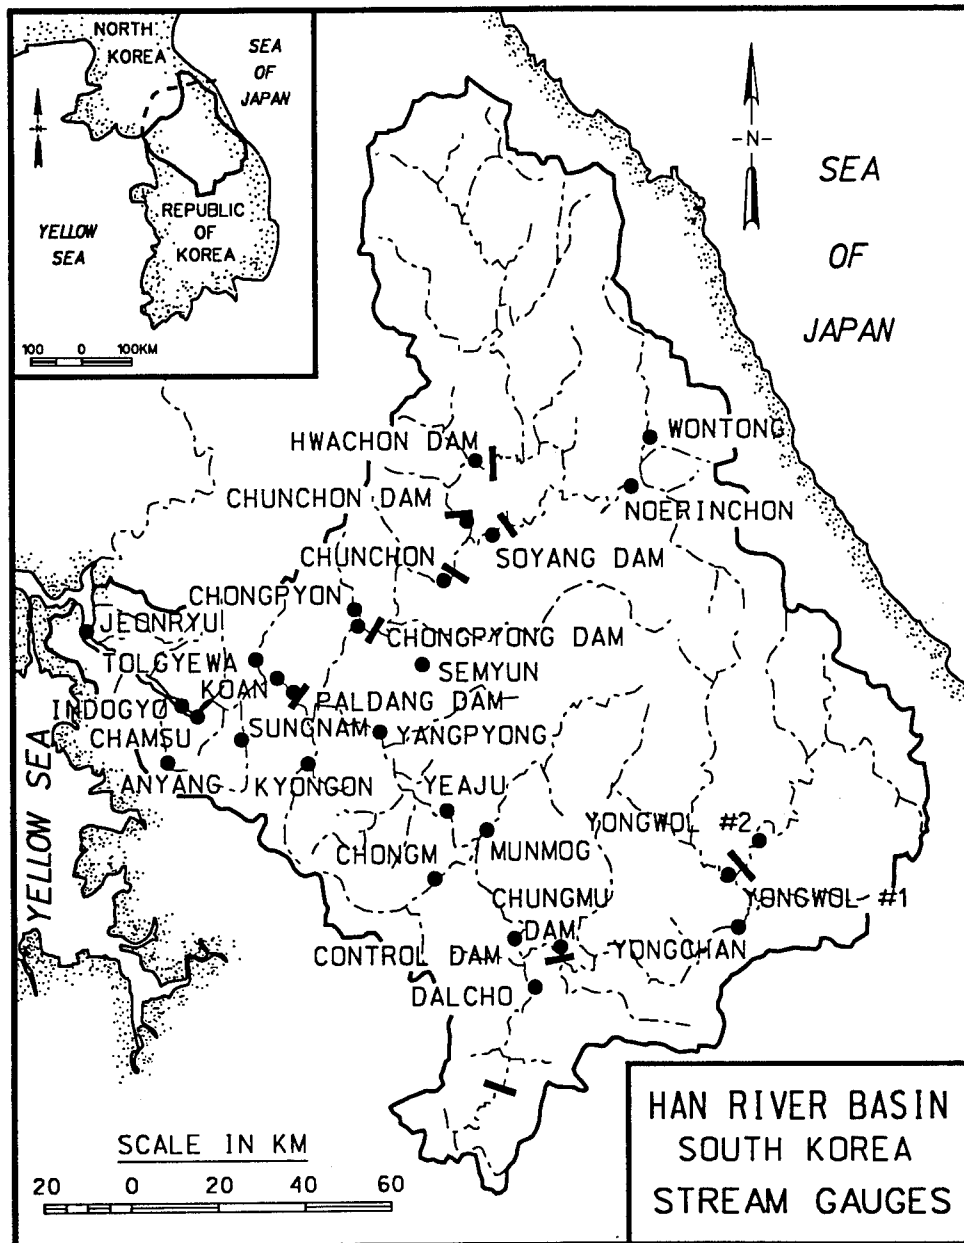 NORTH
KOREA
SEA
OF
JAPAN
N
YELLOW
SEA
REPUBLIC
OF
KOREA
100 0 100KM
N
SEA
OF
JAPAN
HWACHON DAM
WONTONG
CHUNCHON DAM
NOERINCHON
CHUNCHON
SOYANG DAM
CHONGPYON
JEONRYU
CHONGPYONG DAM
TOLGYEWA
SEMYUN
KOAN
PALDANG DAM
INDOGYO
SUNGNAM
YANGPYONG
CHAMSU
ANYANG
KYONGON
YEAJU
YELLOW SEA
YONGWOL #2
CHONGM
MUNMOG
CHUNGMU
DAM
YONGWOL #1
CONTROL DAM
YONGCHAN
DALCHO
SCALE IN KM
20 0 20 40 60
HAN RIVER BASIN
SOUTH KOREA
STREAM GAUGES